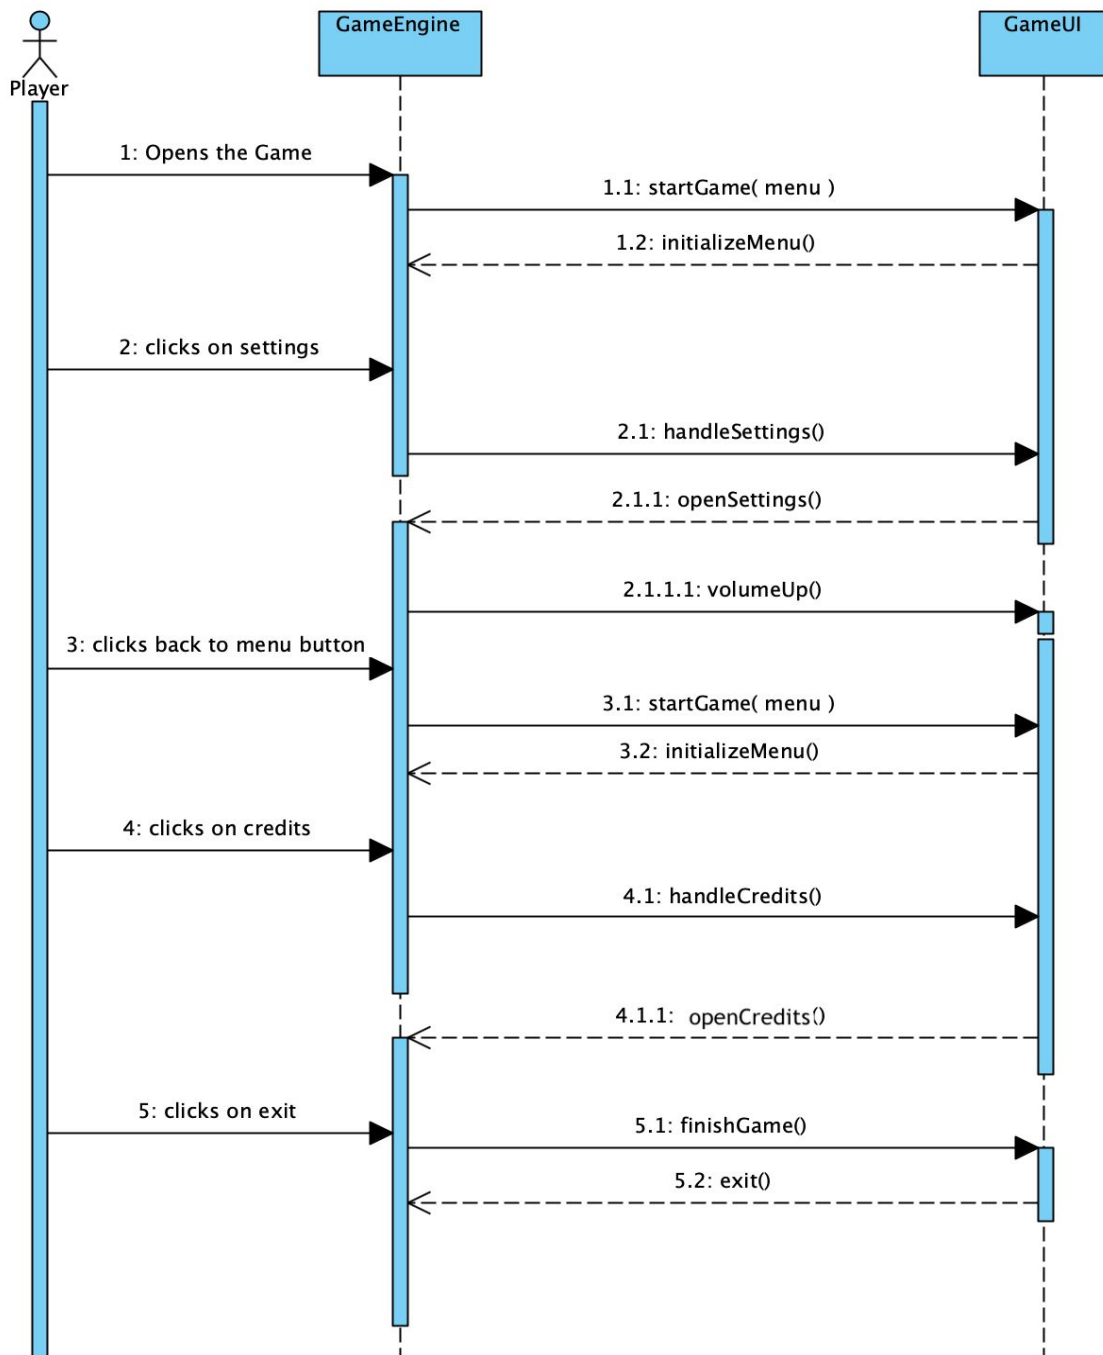 GameEngine
GameUI
Player
1: Opens the Game
1.1: startGame( menu )
1.2: initializeMenu()
2: clicks on settings
2.1: handleSettings()
2.1.1: openSettings()
2.1.1.1: volumeUp()
3: clicks back to menu button
3.1: startGame( menu )
3.2: initializeMenu()
4: clicks on credits
4.1: handleCredits()
4.1.1: openCredits()
5: clicks on exit
5.1: finishGame()
5.2: exit()